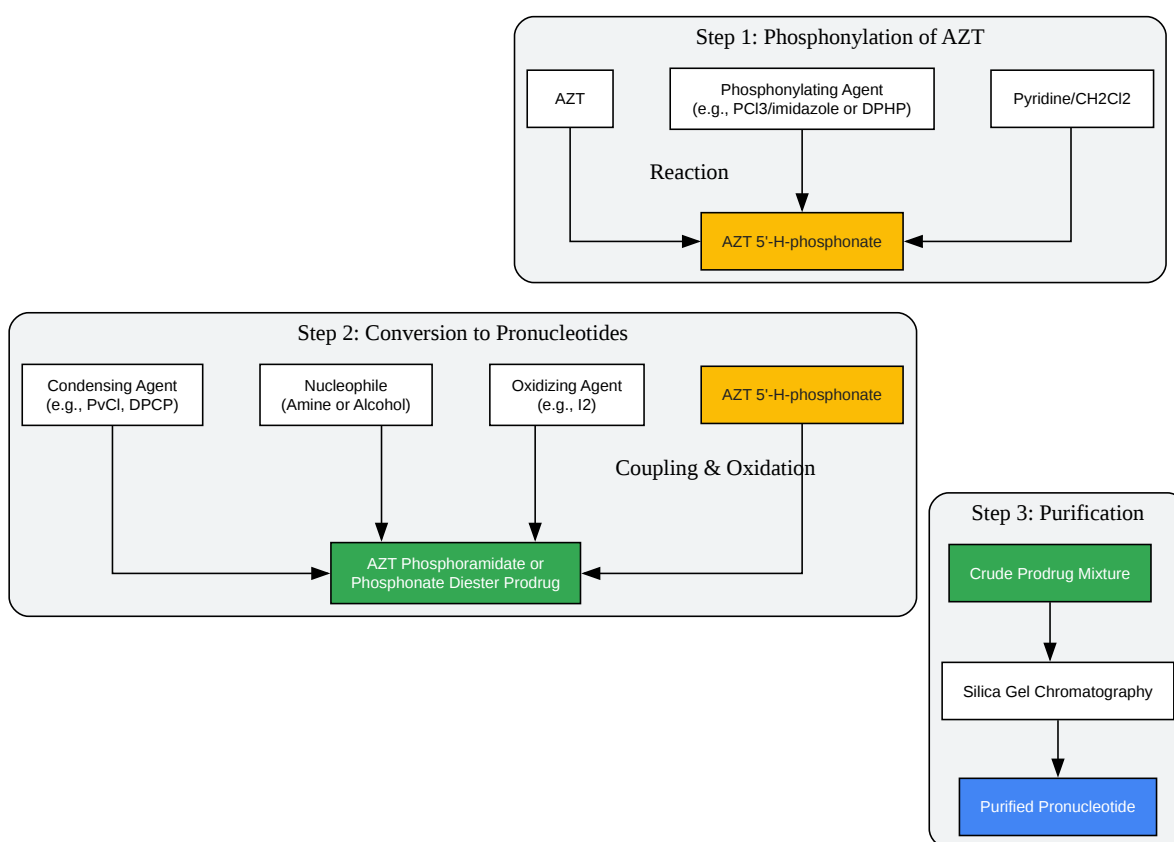 Step 1: Phosphonylation of AZT
AZT
Phosphonylating Agent
(e.g., PCl3/imidazole or DPHP)
Pyridine/CH2Cl2
Reaction
AZT 5'-H-phosphonate
Step 2: Conversion to Pronucleotides
Condensing Agent
(e.g., PvCl, DPCP)
Nucleophile
(Amine or Alcohol)
Oxidizing Agent
(e.g., I2)
AZT 5'-H-phosphonate
Coupling & Oxidation
AZT Phosphoramidate or
Phosphonate Diester Prodrug
Step 3: Purification
Crude Prodrug Mixture
Silica Gel Chromatography
Purified Pronucleotide